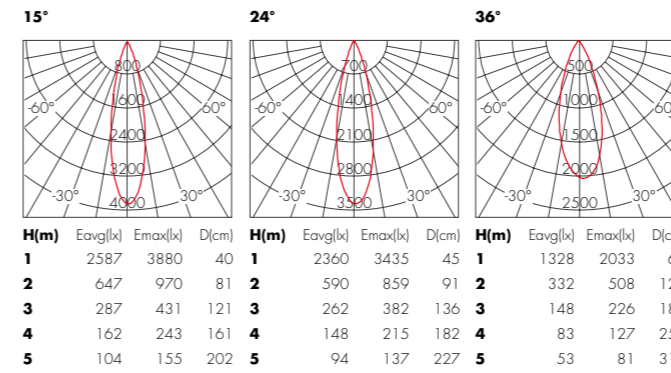 15° 24° 36°
800 700 500
1600 1400 1000
-60° 60° -60° 60° -60° 60°
2400 2100 1500
3200 2800 2000
-30° 30° -30° 30° -30° 30°
4000 3500 2500
H(m) Eavg(lx) Emax(lx) D(cm) H(m) Eavg(lx) Emax(lx) D(cm) H(m) Eavg(lx) Emax(lx)
1 2587 3880 40 1 2360 3435 45 1 1328 2033
2 647 970 81 2 590 859 91 2 332 508
3 287 431 121 3 262 382 136 3 148 226
4 162 243 161 4 148 215 182 4 83 127
5 104 155 202 5 94 137 227 5 53 81